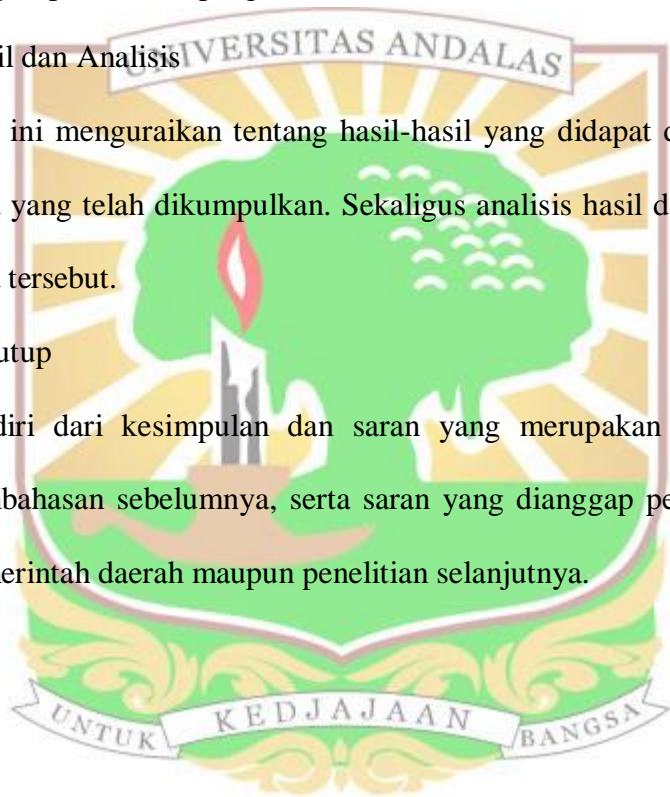 UNIVERSITAS ANDALAS
il dan Analisis
ini menguraikan tentang hasil-hasil yang didapat
yang telah dikumpulkan. Sekaligus analisis hasil
tersebut.
utup
diri dari kesimpulan dan saran yang merupakan
bahasan sebelumnya, serta saran yang dianggap pe
erintah daerah maupun penelitian selanjutnya.
UNTUK KEDJAJAAN BANGSA